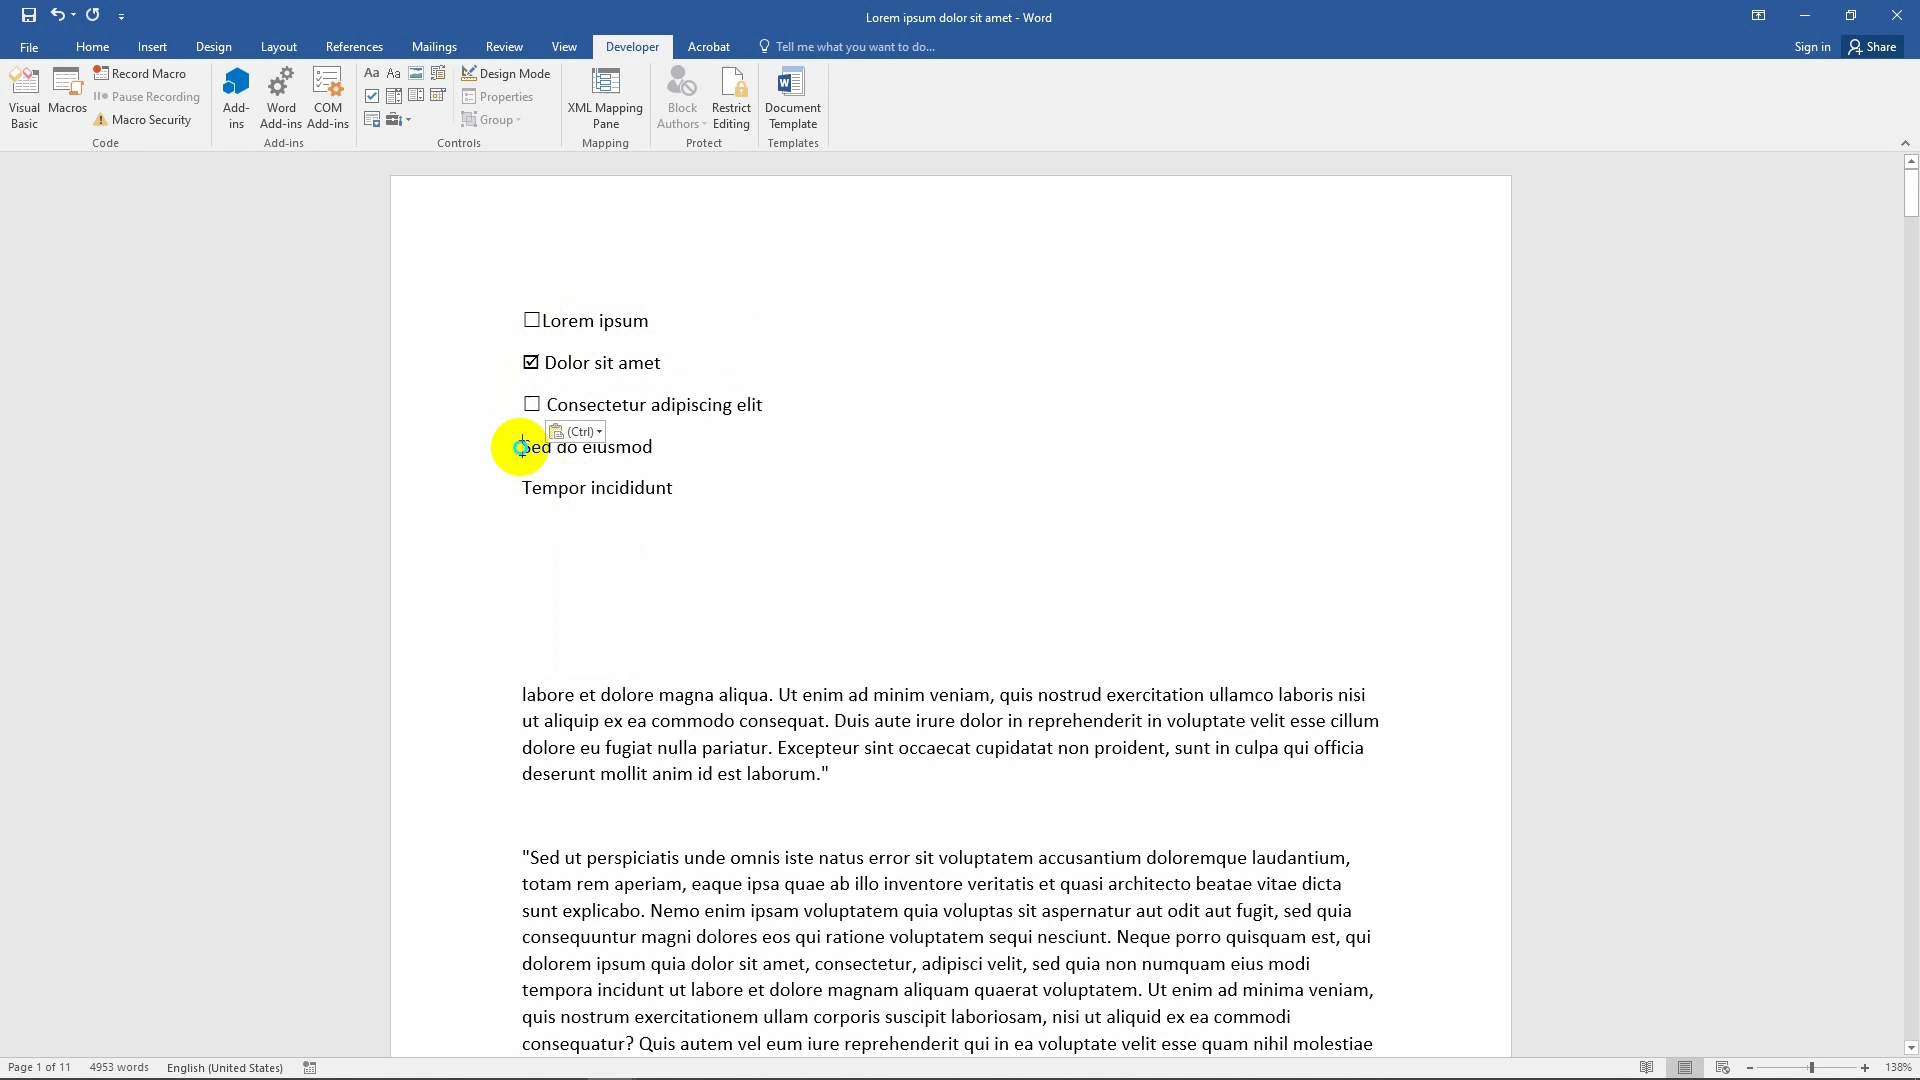 Lorem ipsum dolor sit amet - Word
File Home Insert Design Layout References Mailings Review View Developer Acrobat Tell me what you want to do... Sign in Share
Visual Basic
Macros
Record Macro
Pause Recording
Macro Security
Code
Add-ins
Word Add-ins
COM Add-ins
Add-ins
Aa Aa
Design Mode
Properties
Group
Controls
XML Mapping Pane
Mapping
Block Authors
Restrict Editing
Protect
Document Template
Templates
☐Lorem ipsum
☑ Dolor sit amet
☐ Consectetur adipiscing elit
(Ctrl)
Sed do eiusmod
Tempor incididunt
labore et dolore magna aliqua. Ut enim ad minim veniam, quis nostrud exercitation ullamco laboris nisi
ut aliquip ex ea commodo consequat. Duis aute irure dolor in reprehenderit in voluptate velit esse cillum
dolore eu fugiat nulla pariatur. Excepteur sint occaecat cupidatat non proident, sunt in culpa qui officia
deserunt mollit anim id est laborum."
"Sed ut perspiciatis unde omnis iste natus error sit voluptatem accusantium doloremque laudantium,
totam rem aperiam, eaque ipsa quae ab illo inventore veritatis et quasi architecto beatae vitae dicta
sunt explicabo. Nemo enim ipsam voluptatem quia voluptas sit aspernatur aut odit aut fugit, sed quia
consequuntur magni dolores eos qui ratione voluptatem sequi nesciunt. Neque porro quisquam est, qui
dolorem ipsum quia dolor sit amet, consectetur, adipisci velit, sed quia non numquam eius modi
tempora incidunt ut labore et dolore magnam aliquam quaerat voluptatem. Ut enim ad minima veniam,
quis nostrum exercitationem ullam corporis suscipit laboriosam, nisi ut aliquid ex ea commodi
consequatur? Quis autem vel eum iure reprehenderit qui in ea voluptate velit esse quam nihil molestiae
Page 1 of 11 4953 words English (United States) 138%